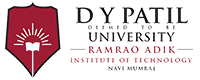 D Y PATIL
DEEMED TO BE
UNIVERSITY
RAMRAO ADIK
INSTITUTE OF TECHNOLOGY
NAVI MUMBAI